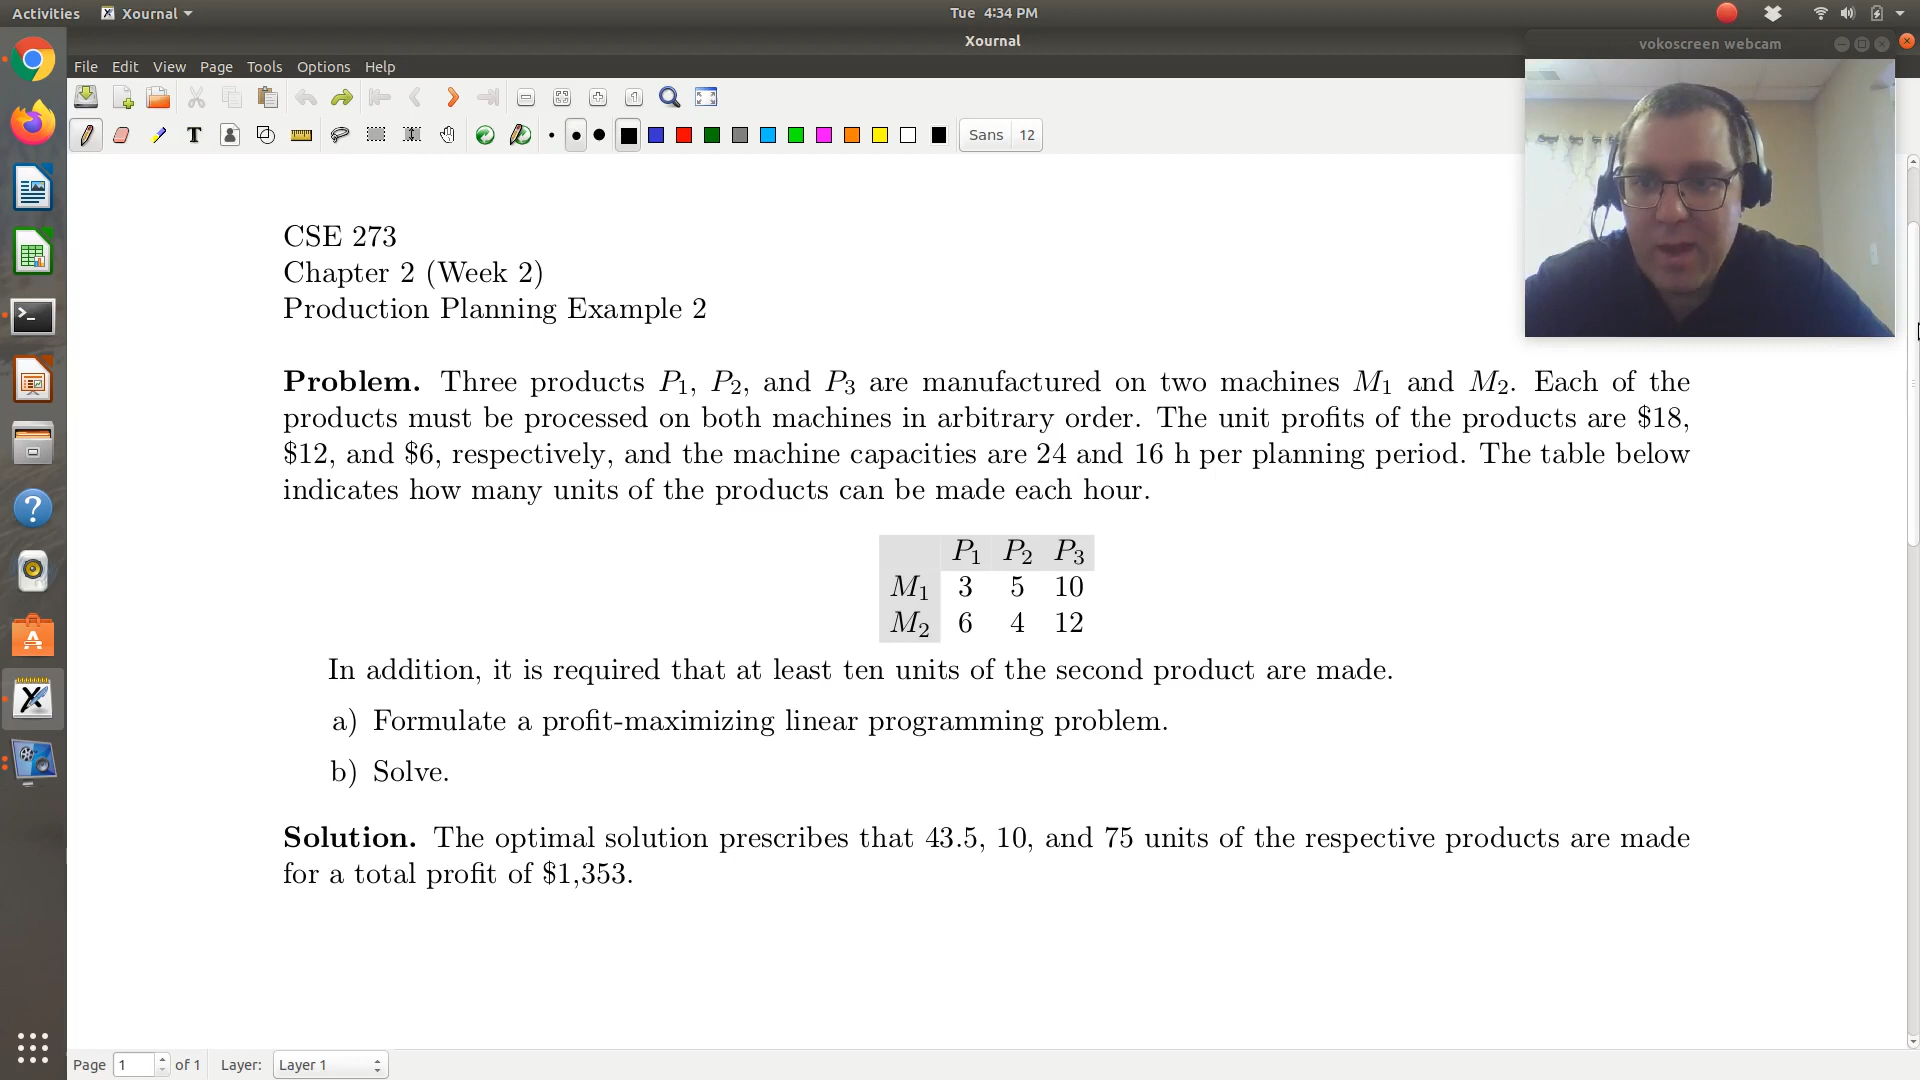 Activities Xournal Tue 4:34 PM
Xournal
vokoscreen webcam
File Edit View Page Tools Options Help
T Sans 12
CSE 273
Chapter 2 (Week 2)
Production Planning Example 2
Problem. Three products P₁, P₂, and P₃ are manufactured on two machines M₁ and M₂. Each of the
products must be processed on both machines in arbitrary order. The unit profits of the products are $18,
$12, and $6, respectively, and the machine capacities are 24 and 16 h per planning period. The table below
indicates how many units of the products can be made each hour.
P₁ P₂ P₃
M₁ 3 5 10
M₂ 6 4 12
In addition, it is required that at least ten units of the second product are made.
a) Formulate a profit-maximizing linear programming problem.
b) Solve.
Solution. The optimal solution prescribes that 43.5, 10, and 75 units of the respective products are made
for a total profit of $1,353.
Page 1 of 1 Layer: Layer 1